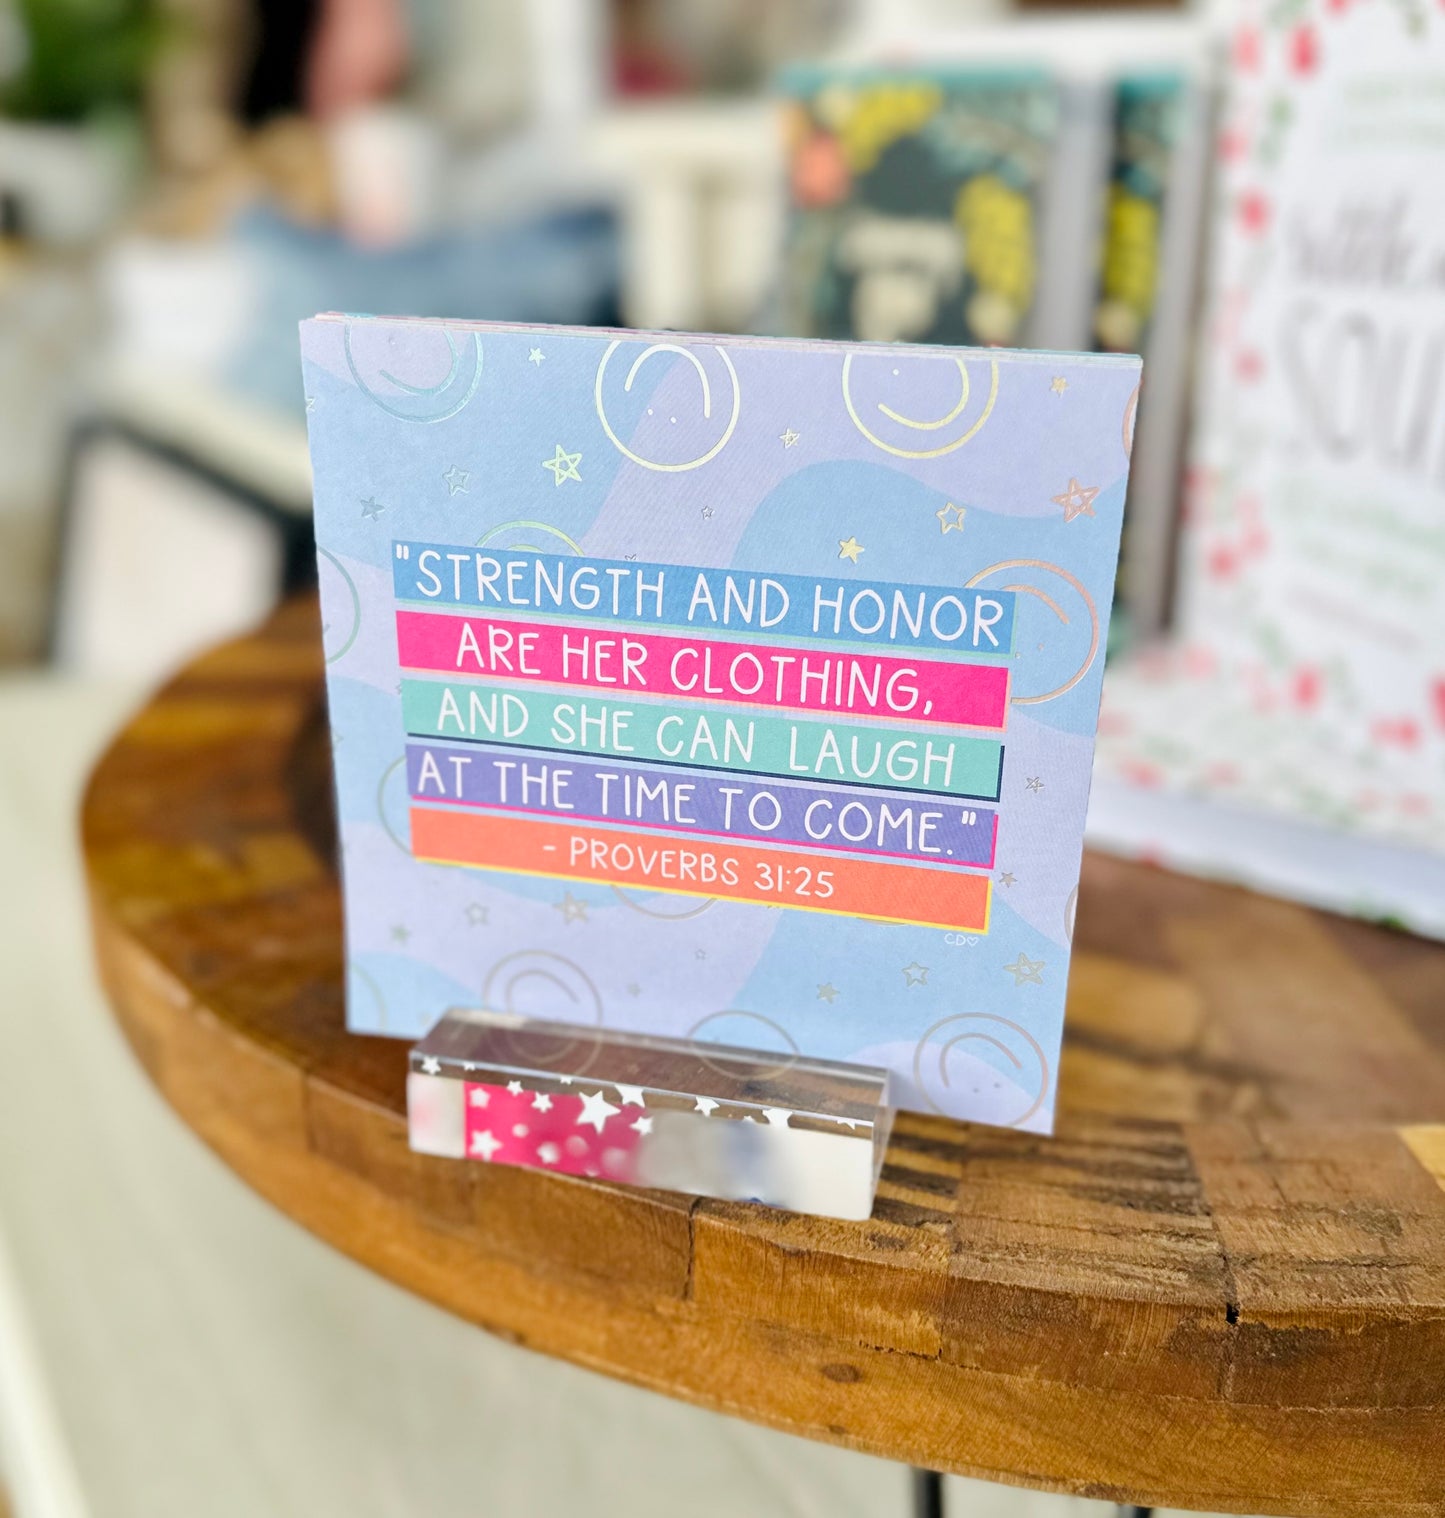 "STRENGTH AND HONOR
ARE HER CLOTHING,
AND SHE CAN LAUGH
AT THE TIME TO COME."
- PROVERBS 31:25
CD♡